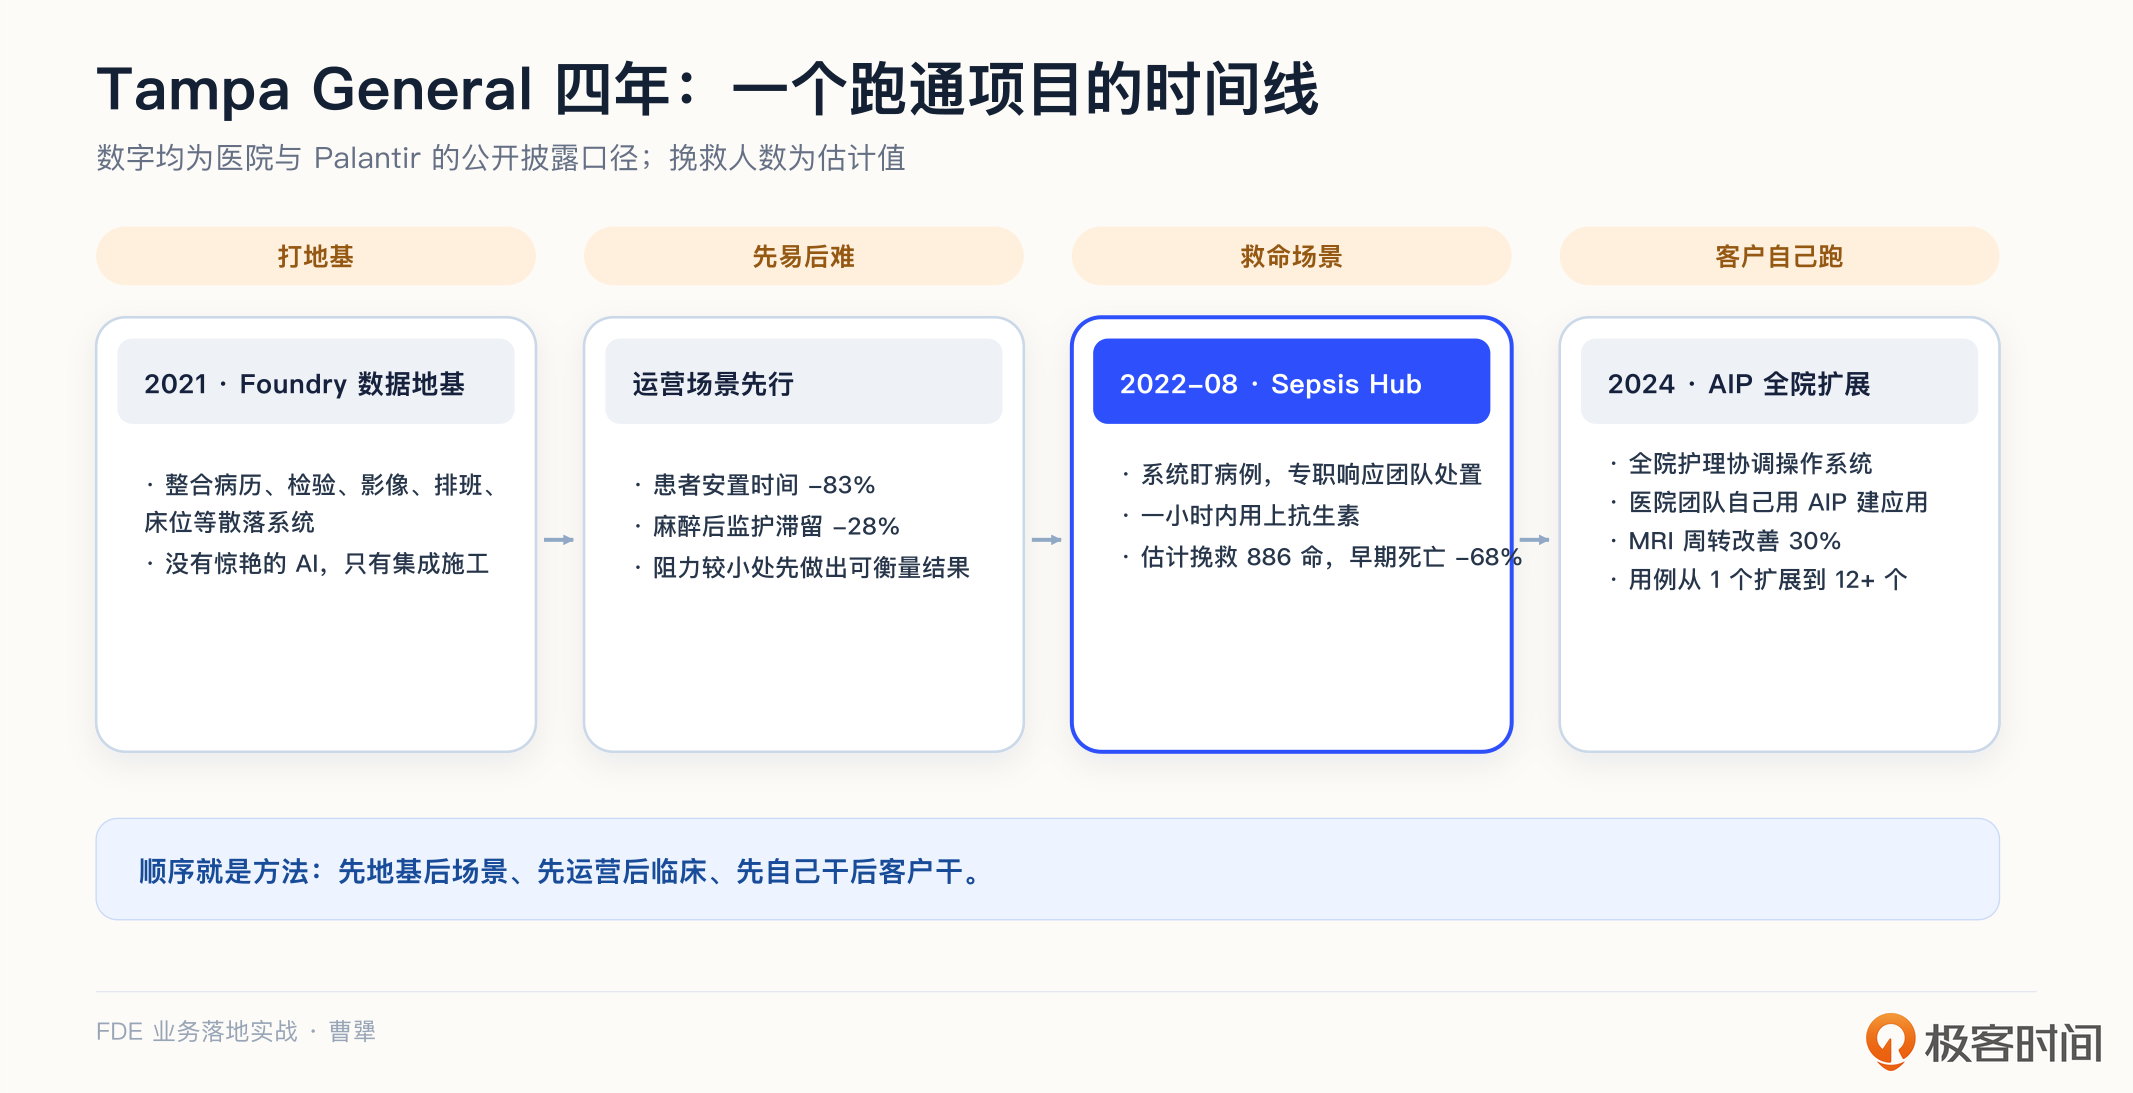 Tampa General 四年：一个跑通项目的时间线
数字均为医院与 Palantir 的公开披露口径；挽救人数为估计值
打地基
2021 · Foundry 数据地基
· 整合病历、检验、影像、排班、
床位等散落系统
· 没有惊艳的 AI，只有集成施工
先易后难
运营场景先行
· 患者安置时间 −83%
· 麻醉后监护滞留 −28%
· 阻力较小处先做出可衡量结果
救命场景
2022–08 · Sepsis Hub
· 系统盯病例，专职响应团队处置
· 一小时内用上抗生素
· 估计挽救 886 命，早期死亡 −68%
客户自己跑
2024 · AIP 全院扩展
· 全院护理协调操作系统
· 医院团队自己用 AIP 建应用
· MRI 周转改善 30%
· 用例从 1 个扩展到 12+ 个
顺序就是方法：先地基后场景、先运营后临床、先自己干后客户干。
FDE 业务落地实战 · 曹犟
极客时间